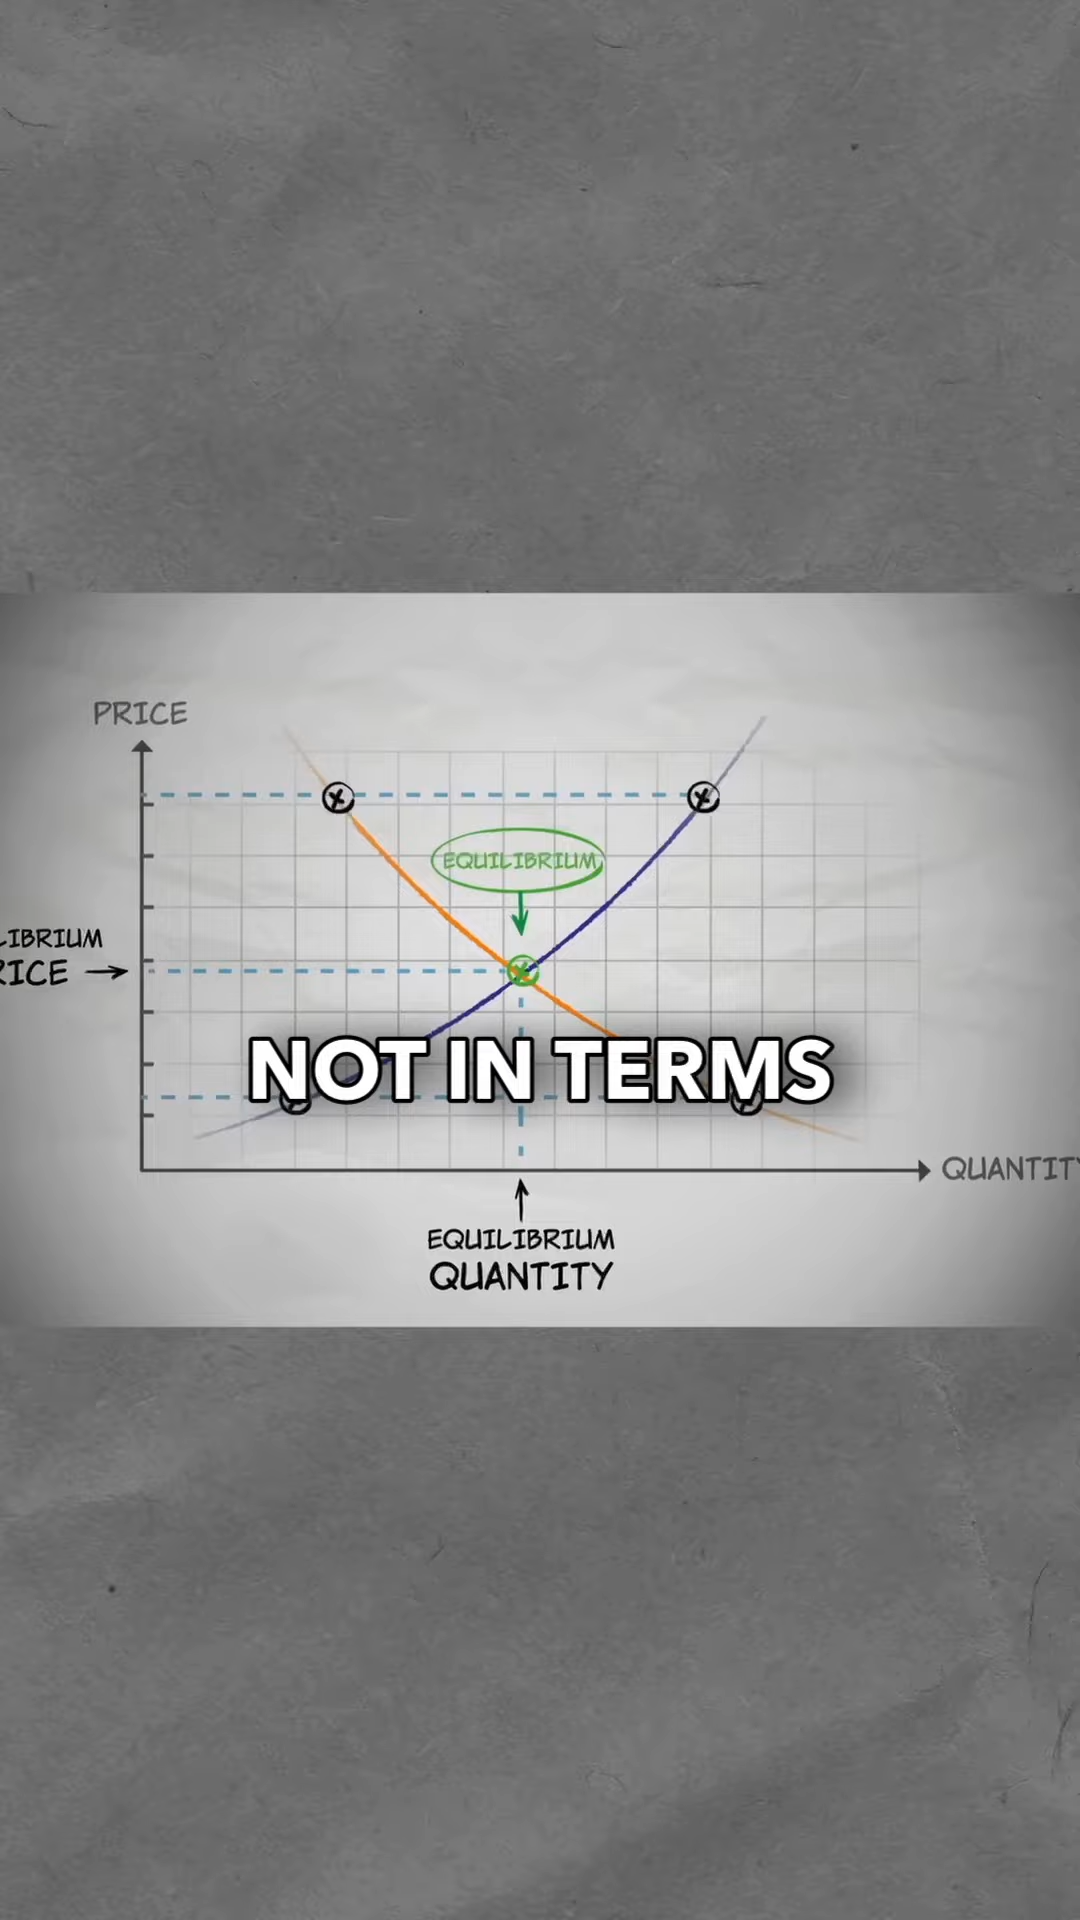 PRICE
EQUILIBRIUM
LIBRIUM
RICE
NOT IN TERMS
QUANTITY
EQUILIBRIUM
QUANTITY